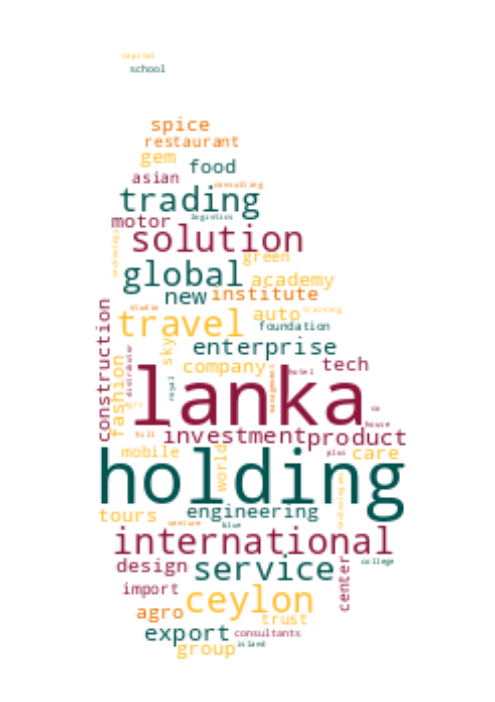 capital
school
spice
restaurant
gem
food
asian
consulting
trading
motor
logistics
solution
green
technology
global
academy
new
institute
studio
travel
auto
training
foundation
construction
sky
enterprise
distributor
fashion
company
hotel
tech
royal
management
lanka
co
house
hill
investment
product
mobile
world
plus
care
holding
tours
engineering
technologies
venture
blue
international
college
design
service
center
import
ceylon
agro
trust
export
consultants
group
island